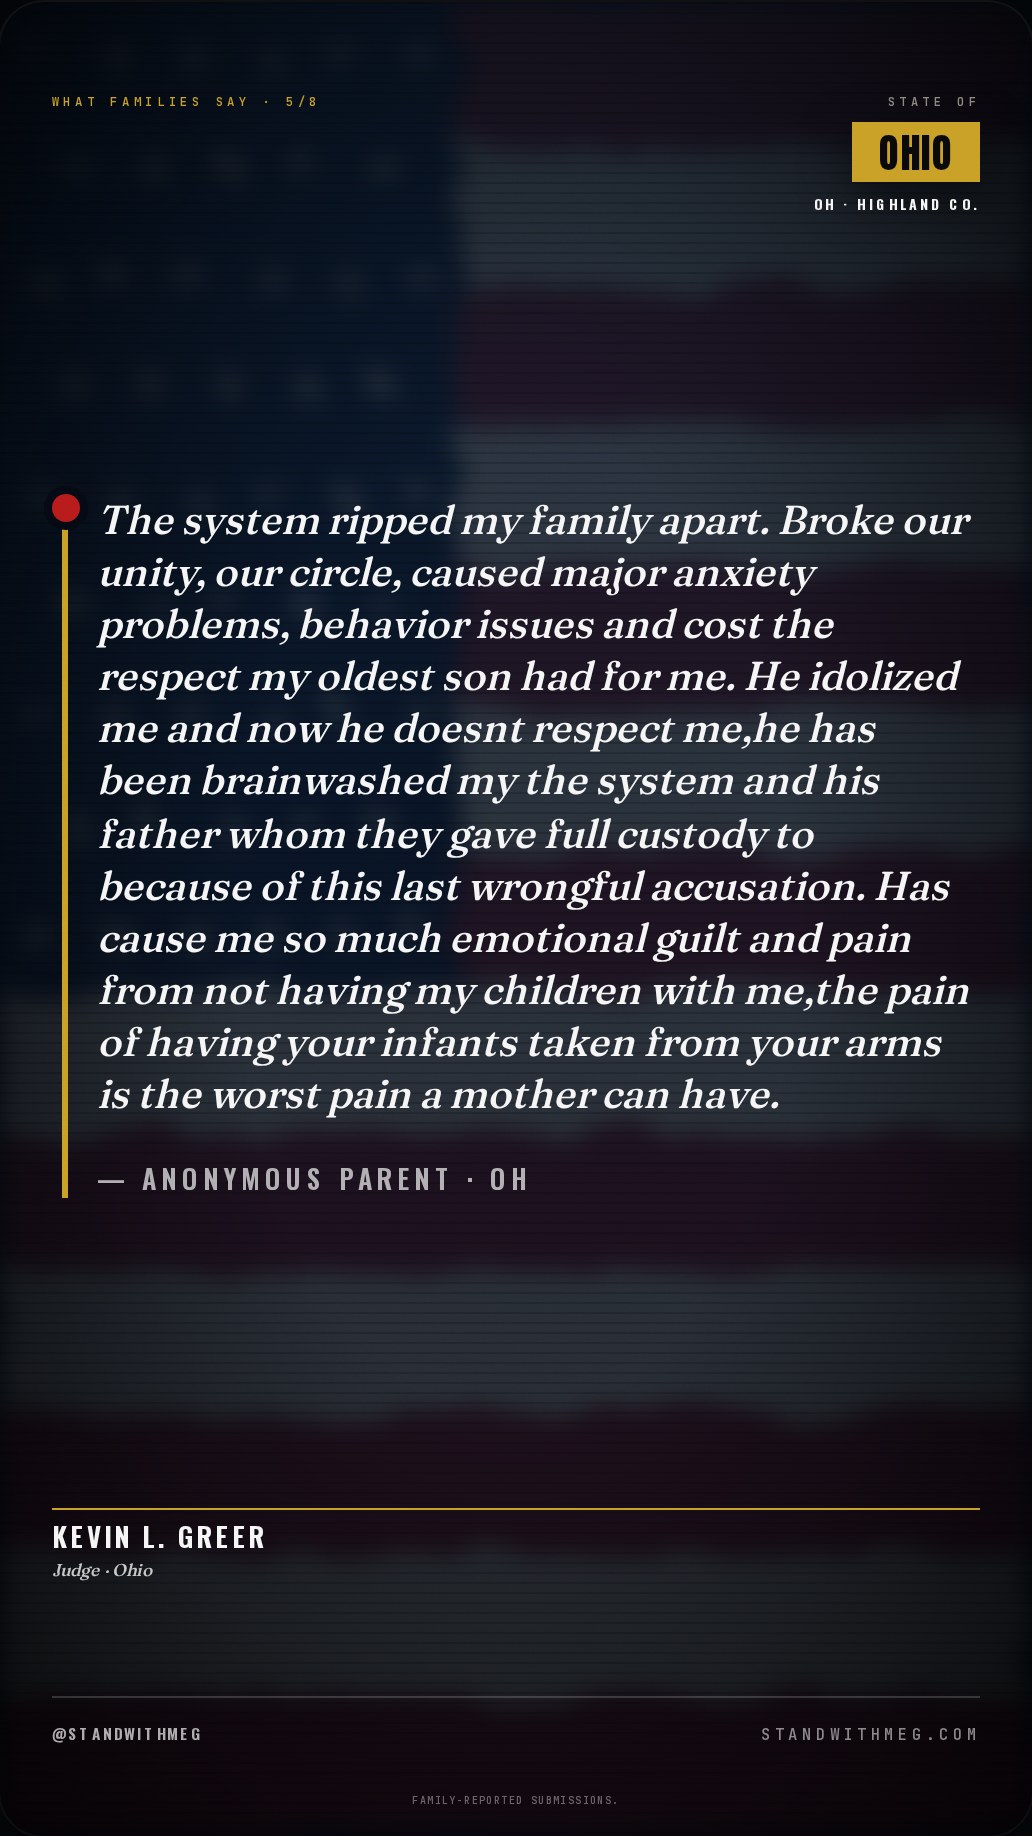 WHAT FAMILIES SAY · 5/8
STATE OF
OHIO
OH · HIGHLAND CO.
The system ripped my family apart. Broke our
unity, our circle, caused major anxiety
problems, behavior issues and cost the
respect my oldest son had for me. He idolized
me and now he doesnt respect me,he has
been brainwashed my the system and his
father whom they gave full custody to
because of this last wrongful accusation. Has
cause me so much emotional guilt and pain
from not having my children with me,the pain
of having your infants taken from your arms
is the worst pain a mother can have.
— ANONYMOUS PARENT · OH
KEVIN L. GREER
Judge · Ohio
@STANDWITHMEG
STANDWITHMEG.COM
FAMILY-REPORTED SUBMISSIONS.